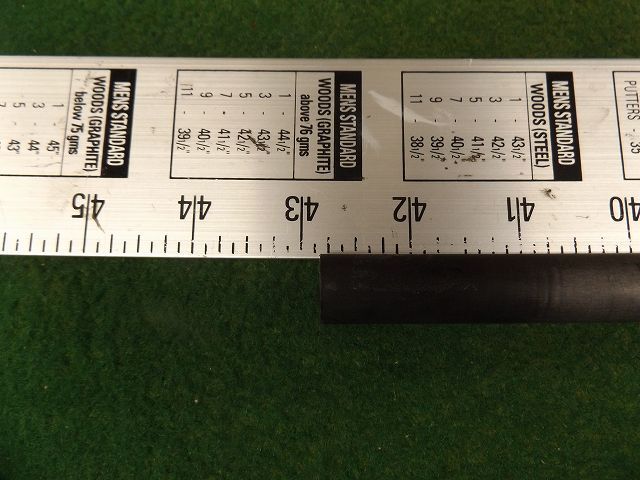 MENS STANDARD
WOODS (GRAPHITE)
below 75 gms
1 - 45"
3 - 44"
5 - 43"
7
MENS STANDARD
WOODS (GRAPHITE)
above 76 gms
1 - 44½"
3 - 43½"
5 - 42½"
7 - 41½"
9 - 40½"
11 - 39½"
MENS STANDARD
WOODS (STEEL)
1 - 43½"
3 - 42½"
5 - 41½"
7 - 40½"
9 - 39½"
11 - 38½"
PUTTERS 35
45 44 43 42 41 40